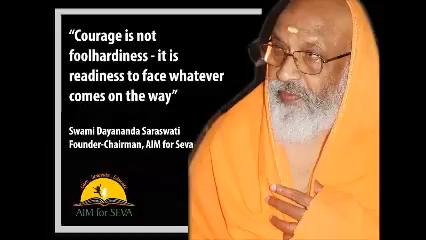 “Courage is not
foolhardiness - it is
readiness to face whatever
comes on the way”
Swami Dayananda Saraswati
Founder-Chairman, AIM for Seva
AIM for SEVA